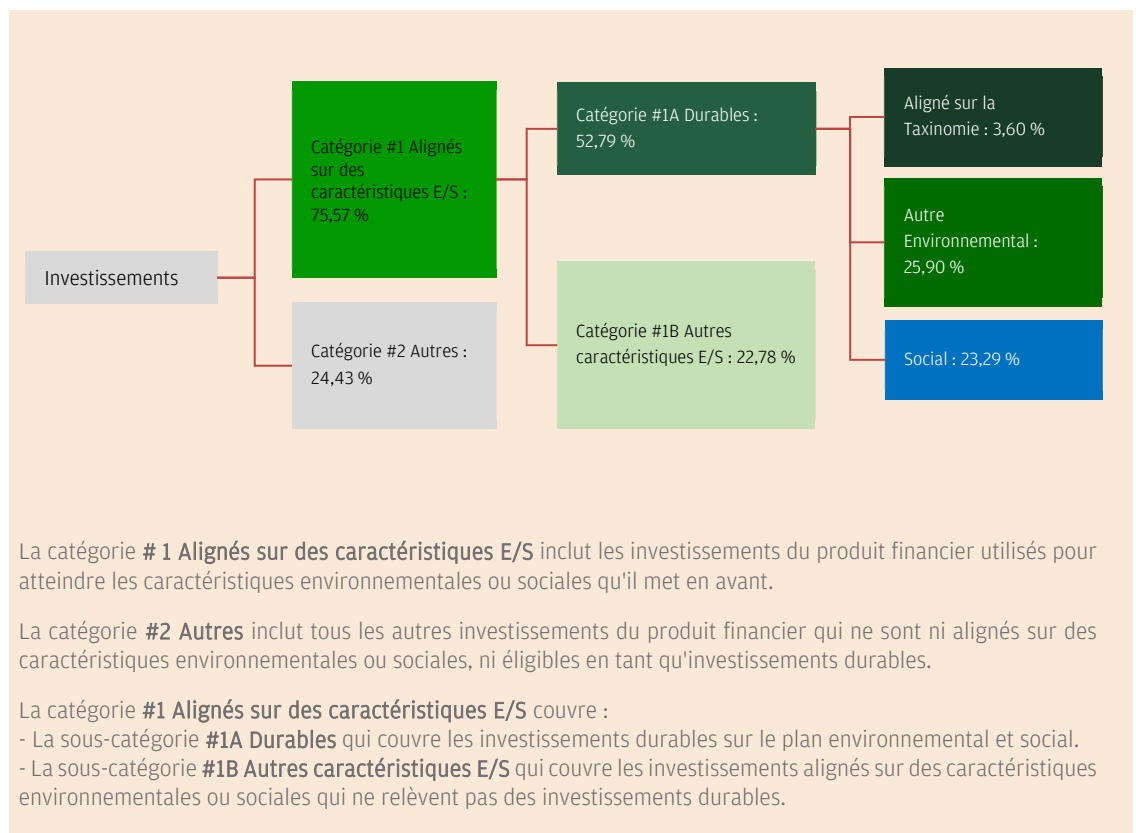 Investissements
Catégorie #1 Alignés
sur des
caractéristiques E/S :
75,57 %
Catégorie #2 Autres :
24,43 %
Catégorie #1A Durables :
52,79 %
Catégorie #1B Autres
caractéristiques E/S : 22,78 %
Aligné sur la
Taxinomie : 3,60 %
Autre
Environnemental :
25,90 %
Social : 23,29 %
La catégorie # 1 Alignés sur des caractéristiques E/S inclut les investissements du produit financier utilisés pour
atteindre les caractéristiques environnementales ou sociales qu'il met en avant.
La catégorie #2 Autres inclut tous les autres investissements du produit financier qui ne sont ni alignés sur des
caractéristiques environnementales ou sociales, ni éligibles en tant qu'investissements durables.
La catégorie #1 Alignés sur des caractéristiques E/S couvre :
- La sous-catégorie #1A Durables qui couvre les investissements durables sur le plan environnemental et social.
- La sous-catégorie #1B Autres caractéristiques E/S qui couvre les investissements alignés sur des caractéristiques
environnementales ou sociales qui ne relèvent pas des investissements durables.